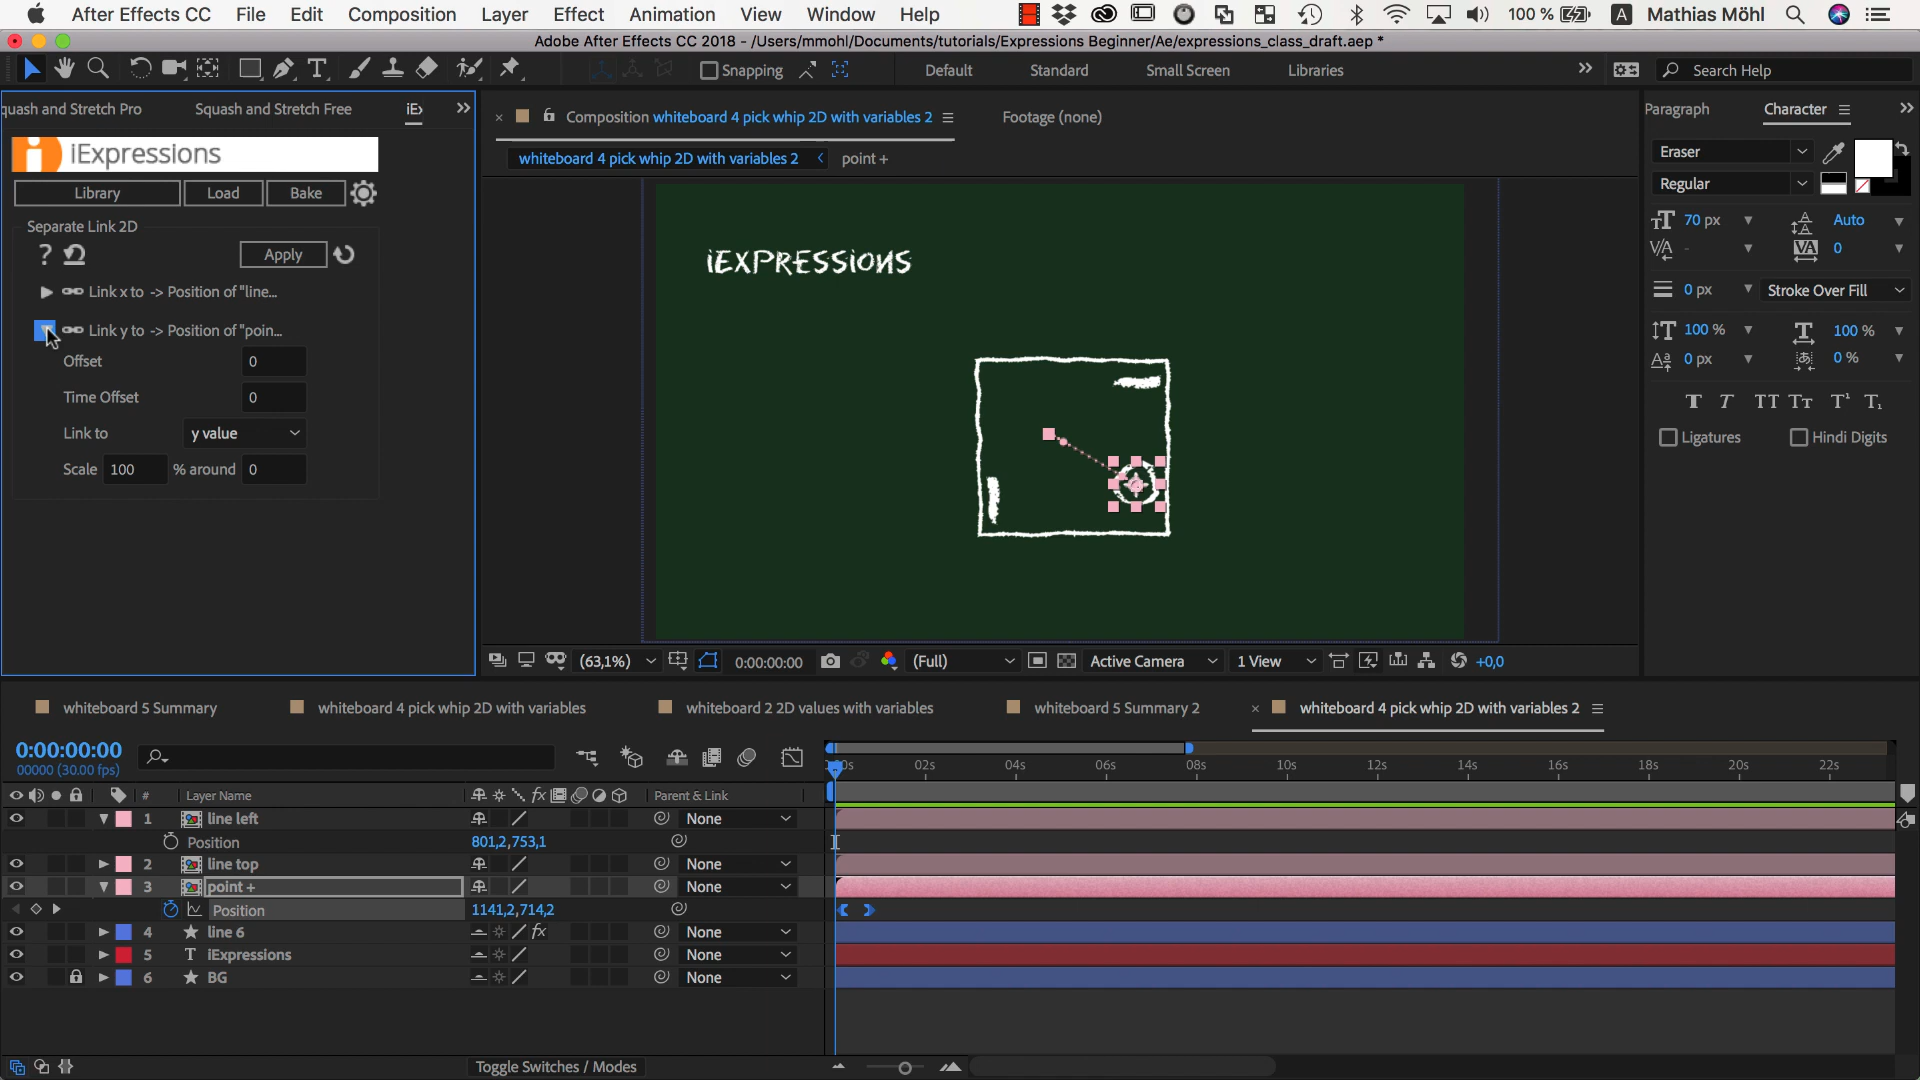 After Effects CC File Edit Composition Layer Effect Animation View Window Help 100 % A Mathias Möhl
Adobe After Effects CC 2018 - /Users/mmohl/Documents/tutorials/Expressions Beginner/Ae/expressions_class_draft.aep *
Snapping Default Standard Small Screen Libraries Search Help
quash and Stretch Pro Squash and Stretch Free iEx
Composition whiteboard 4 pick whip 2D with variables 2 Footage (none)
Paragraph Character
iExpressions
whiteboard 4 pick whip 2D with variables 2 point +
Eraser
Regular
Library Load Bake
Separate Link 2D
Apply
Link x to -> Position of "line...
Link y to -> Position of "poin...
Offset 0
Time Offset 0
Link to y value
Scale 100 % around 0
iEXPRESSIONS
70 px Auto
- 0
0 px Stroke Over Fill
100 % 100 %
0 px 0 %
T T TT Tt T¹ T₁
Ligatures Hindi Digits
(63,1%) 0:00:00:00 (Full) Active Camera 1 View +0,0
whiteboard 5 Summary whiteboard 4 pick whip 2D with variables whiteboard 2 2D values with variables whiteboard 5 Summary 2 whiteboard 4 pick whip 2D with variables 2
0:00:00:00
00000 (30.00 fps)
02s 04s 06s 08s 10s 12s 14s 16s 18s 20s 22s
# Layer Name fx Parent & Link
1 line left None
Position 801,2,753,1
2 line top None
3 point + None
Position 1141,2,714,2
4 line 6 fx None
5 T iExpressions None
6 BG None
Toggle Switches / Modes